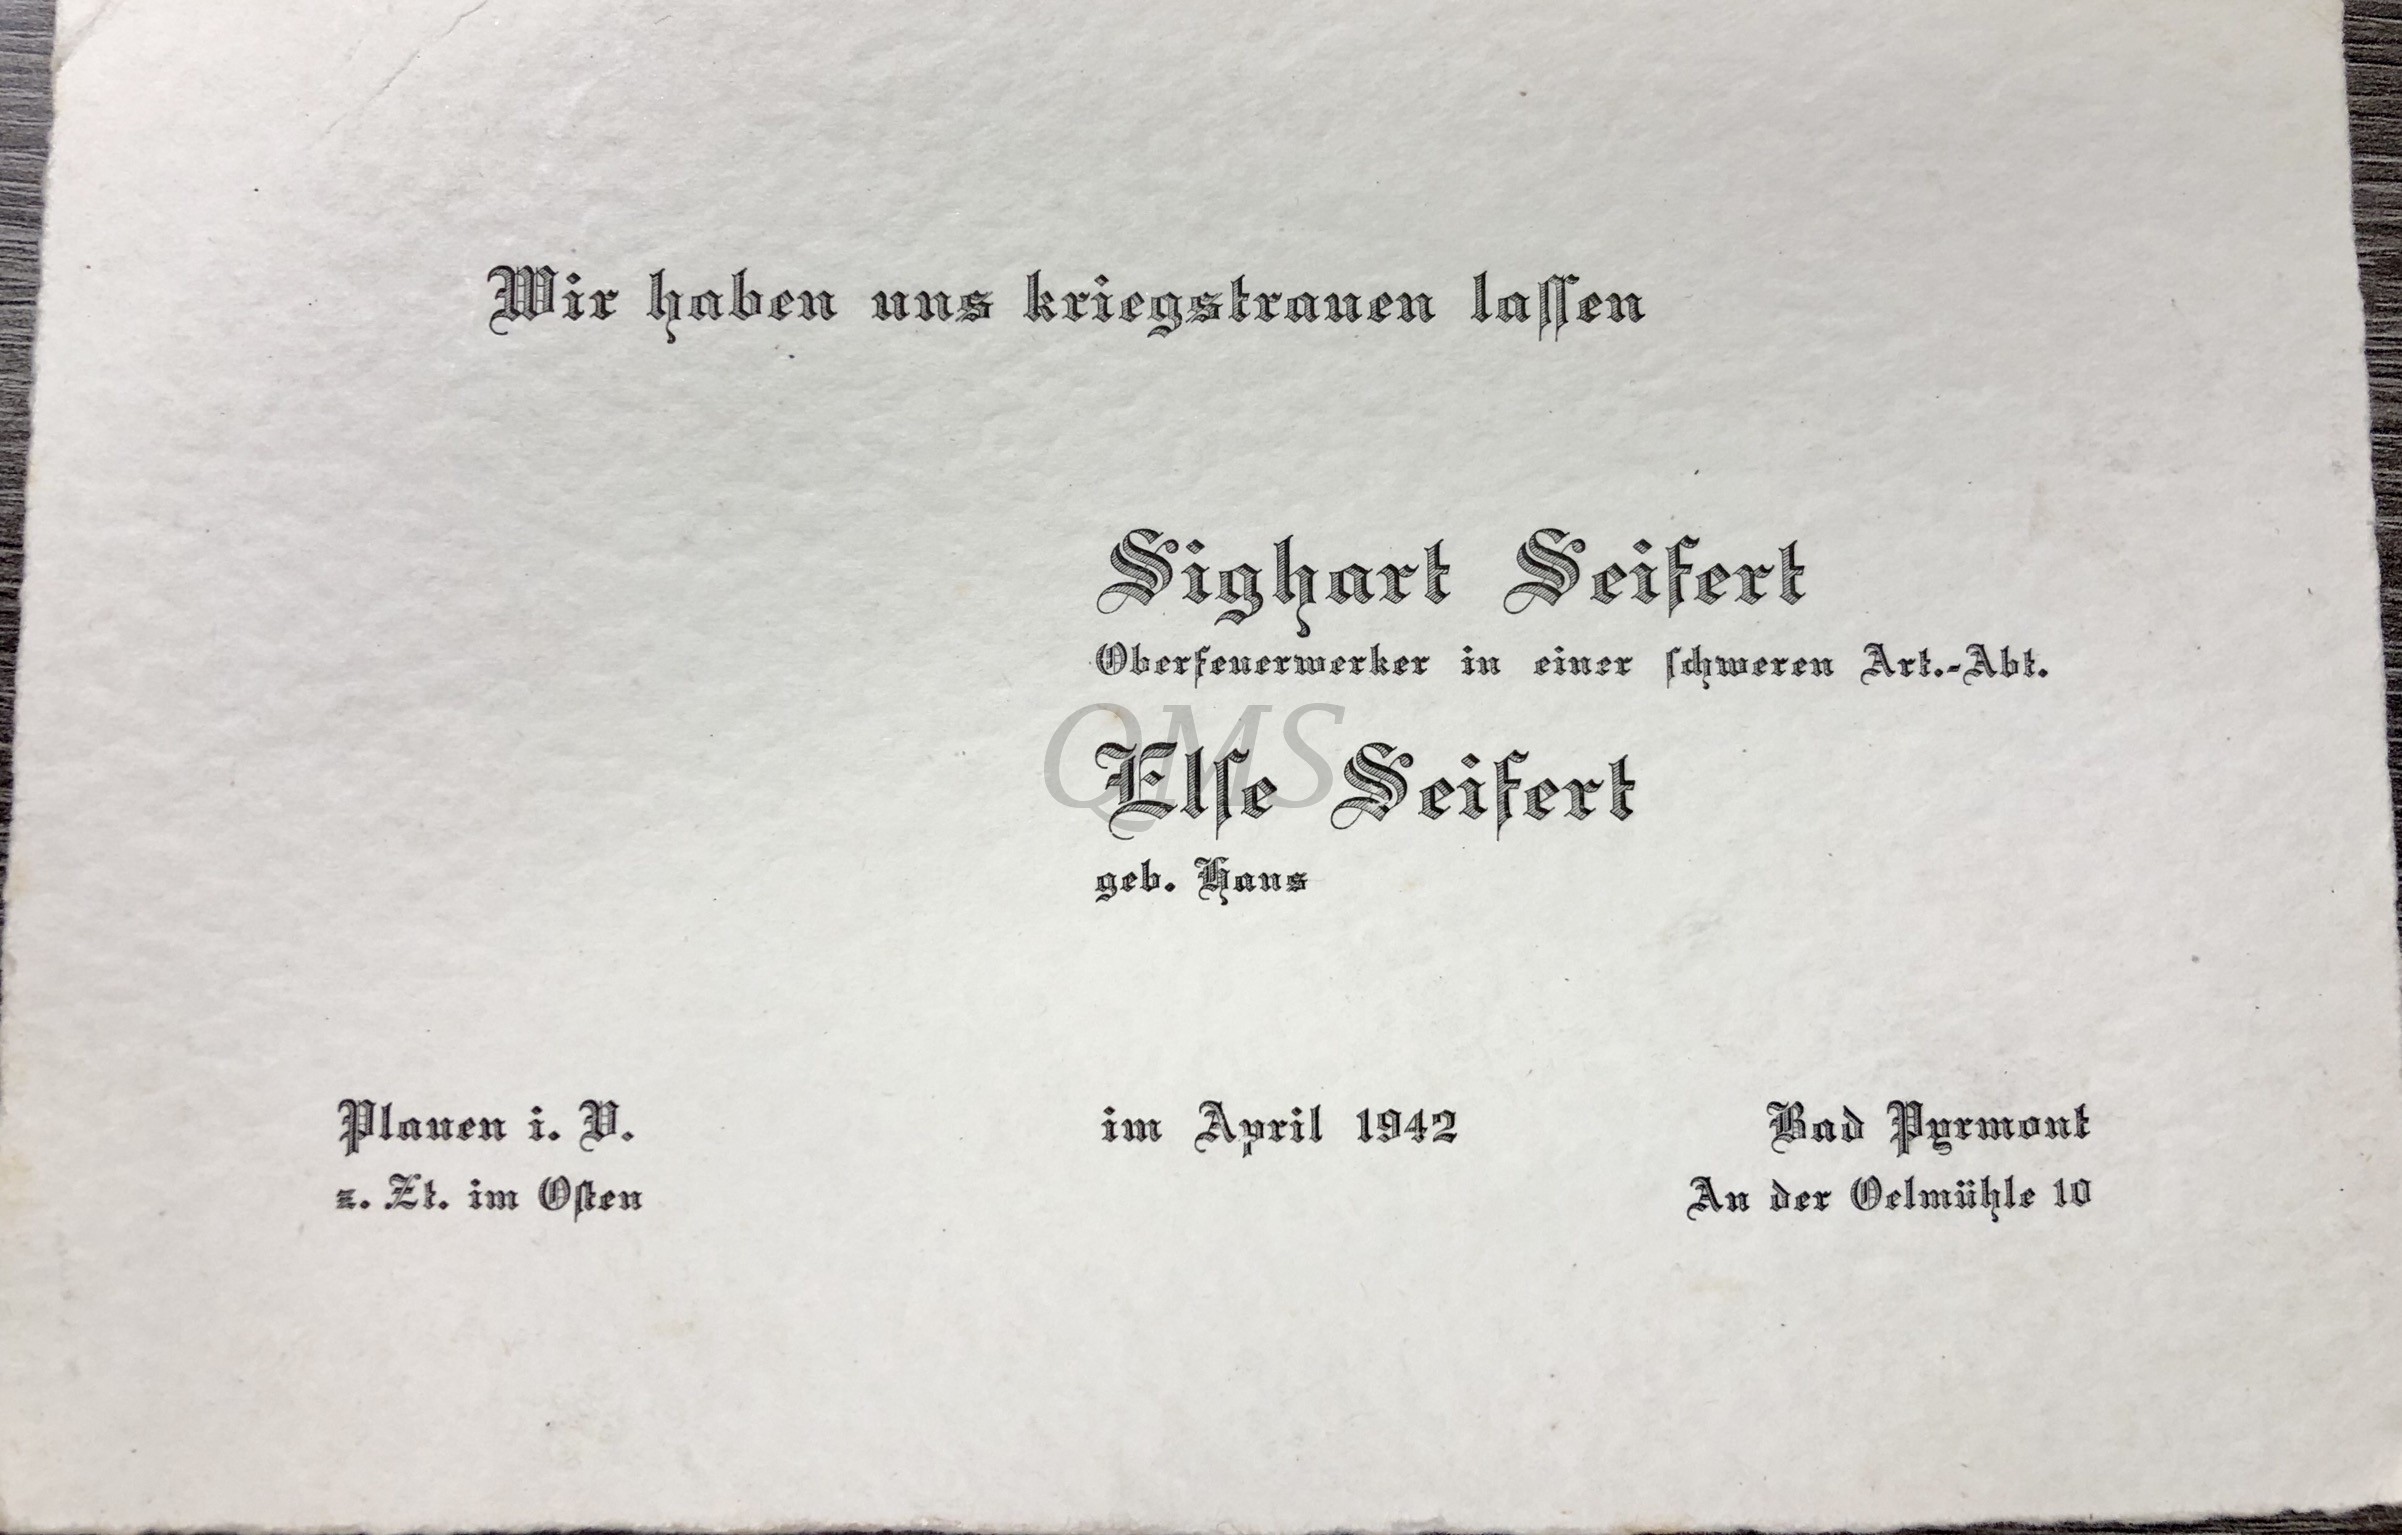 Wir haben uns kriegstrauen laſſen
Sighart Seifert
Oberfeuerwerker in einer ſchweren Art.-Abt.
QMS
Elſe Seifert
geb. Haus
Plauen i. V. im April 1942 Bad Pyrmont
z. Zt. im Oſten An der Oelmühle 10